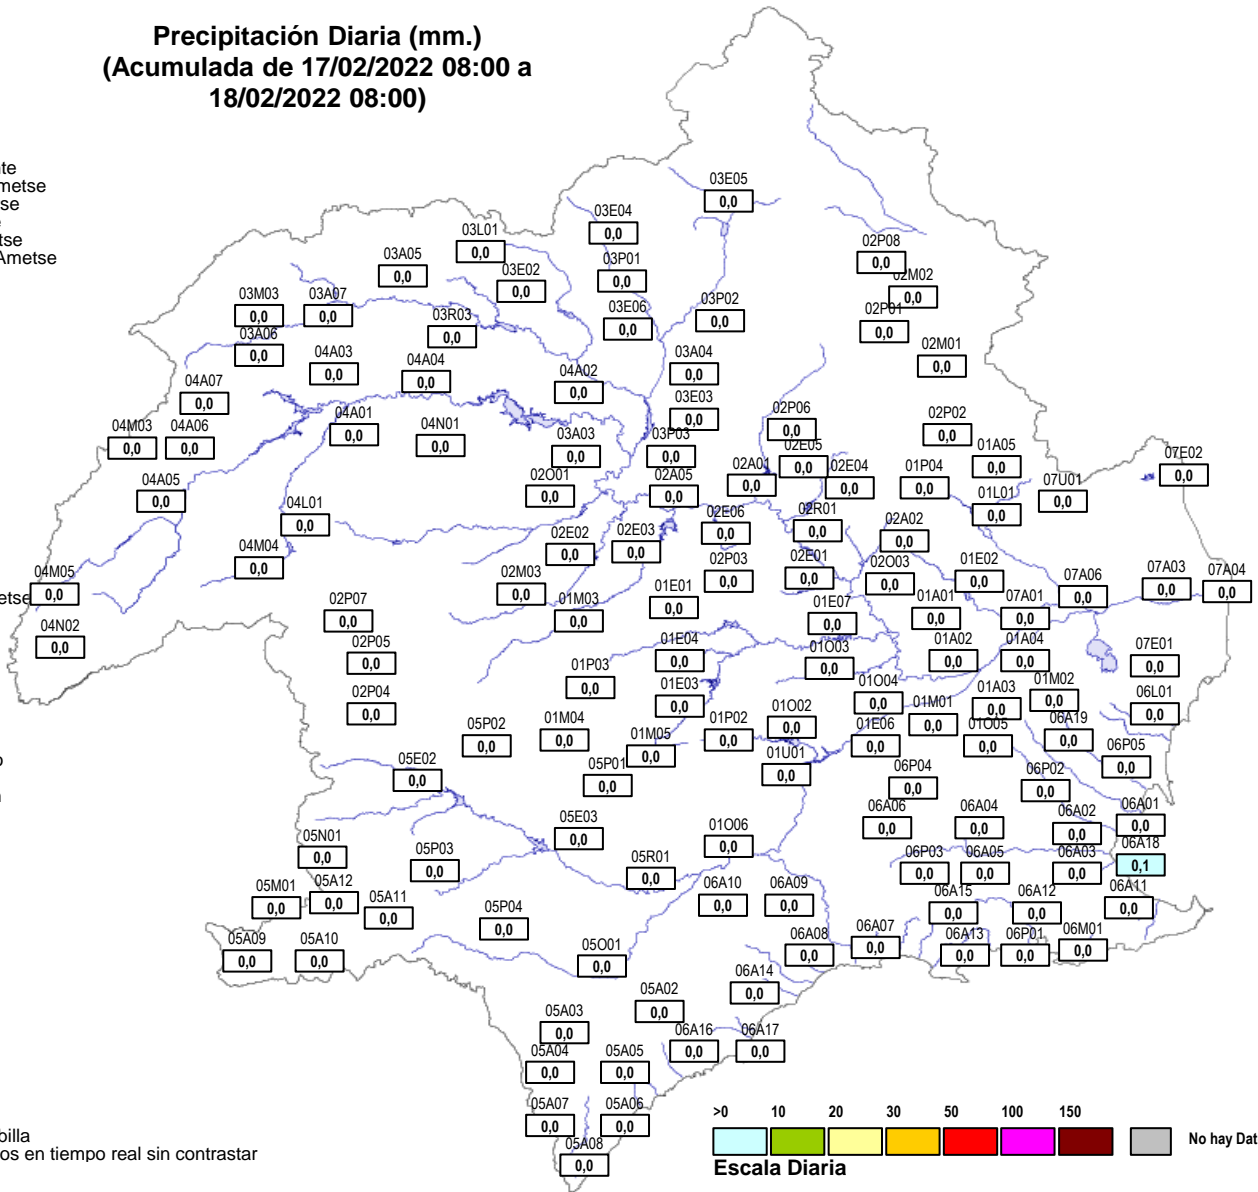 Precipitación Diaria (mm.)
(Acumulada de 17/02/2022 08:00 a
18/02/2022 08:00)
03E05
0,0
03E04
0,0
03L01
0,0
02P08
0,0
03A05
0,0
03P01
0,0
03E02
0,0
02M02
0,0
03M03
0,0
03A07
0,0
03P02
0,0
03E06
0,0
03R03
0,0
02P01
0,0
03A06
0,0
04A03
0,0
04A04
0,0
03A04
0,0
02M01
0,0
04A02
0,0
04A07
0,0
03E03
0,0
04A01
0,0
02P06
0,0
02P02
0,0
04M03
0,0
04A06
0,0
04N01
0,0
03A03
0,0
03P03
0,0
02E05
0,0
01A05
0,0
07E02
0,0
02O01
0,0
02A05
0,0
02A01
0,0
02E04
0,0
01P04
0,0
07U01
0,0
04A05
0,0
01L01
0,0
04L01
0,0
02E06
0,0
02R01
0,0
02A02
0,0
02E02
0,0
02E03
0,0
04M04
0,0
02P03
0,0
02E01
0,0
02O03
0,0
01E02
0,0
04M05
0,0
02M03
0,0
07A06
0,0
07A03
0,0
07A04
0,0
01M03
0,0
01E01
0,0
01E07
0,0
01A01
0,0
07A01
0,0
02P07
0,0
04N02
0,0
02P05
0,0
01E04
0,0
01O03
0,0
01A02
0,0
01A04
0,0
07E01
0,0
01P03
0,0
01E03
0,0
01O04
0,0
01A03
0,0
01M02
0,0
06L01
0,0
02P04
0,0
05P02
0,0
01M04
0,0
01M05
0,0
01P02
0,0
01O02
0,0
01E06
0,0
01M01
0,0
01O05
0,0
06A19
0,0
06P05
0,0
05E02
0,0
05P01
0,0
01U01
0,0
06P04
0,0
06P02
0,0
05E03
0,0
01O06
0,0
06A06
0,0
06A04
0,0
06A02
0,0
06A01
0,0
05N01
0,0
05P03
0,0
05R01
0,0
06P03
0,0
06A05
0,0
06A03
0,0
06A18
0,1
05M01
0,0
05A12
0,0
05A11
0,0
06A10
0,0
06A09
0,0
06A15
0,0
06A12
0,0
06A11
0,0
05P04
0,0
05A09
0,0
05A10
0,0
05O01
0,0
06A08
0,0
06A07
0,0
06A13
0,0
06P01
0,0
06M01
0,0
06A14
0,0
05A02
0,0
05A03
0,0
06A16
0,0
06A17
0,0
05A04
0,0
05A05
0,0
05A07
0,0
05A06
0,0
05A08
0,0
nte
metse
se
tse
Ametse
etse
billa
os en tiempo real sin contrastar
>0 10 20 30 50 100 150
No hay Dat
Escala Diaria